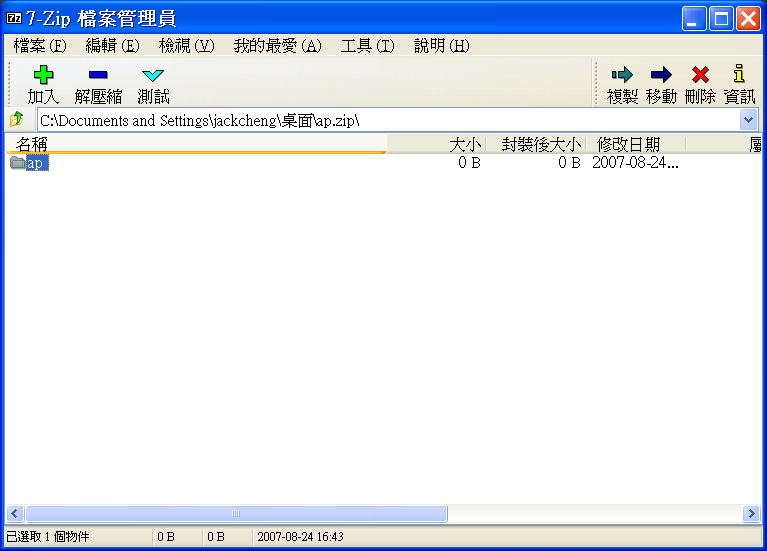 7-Zip 檔案管理員
檔案(F) 編輯(E) 檢視(V) 我的最愛(A) 工具(T) 說明(H)
加入 解壓縮 測試 複製 移動 刪除 資訊
C:\Documents and Settings\jackcheng\桌面\ap.zip\
名稱 大小 封裝後大小 修改日期 屬
ap 0 B 0 B 2007-08-24...
已選取 1 個物件 0 B 0 B 2007-08-24 16:43